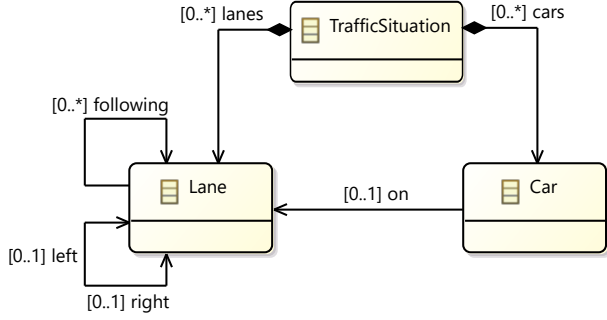 [0..*] lanes
TrafficSituation
[0..*] cars
[0..*] following
Lane
Car
[0..1] on
[0..1] left
[0..1] right